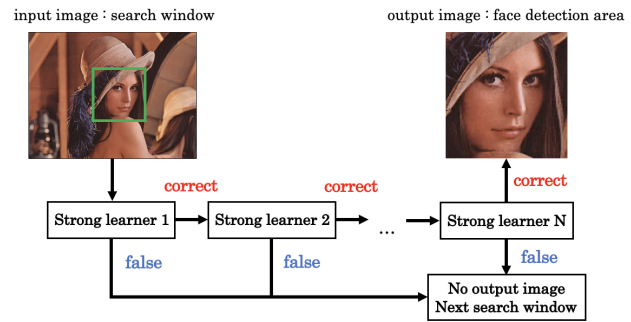 input image : search window
output image : face detection area
correct
correct
correct
Strong learner 1
Strong learner 2
...
Strong learner N
false
false
false
No output image
Next search window